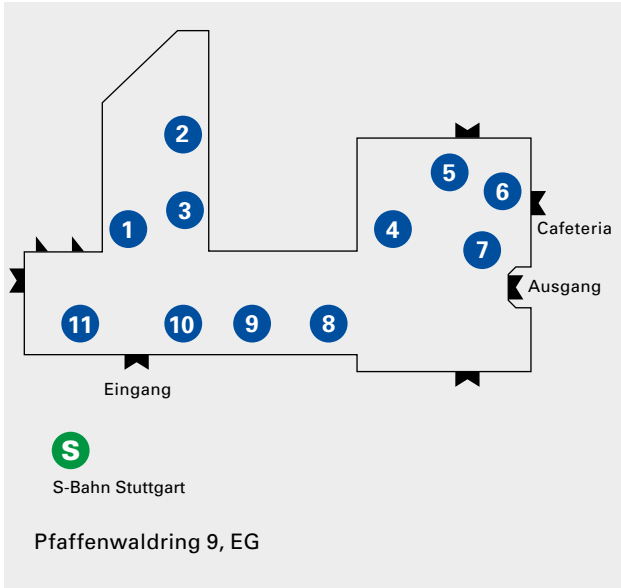 2
5
6
3
1
4
Cafeteria
7
Ausgang
11
10
9
8
Eingang
S
S-Bahn Stuttgart
Pfaffenwaldring 9, EG